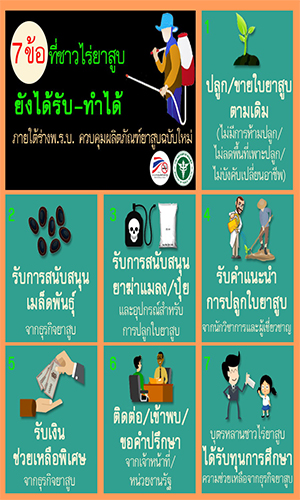 7ข้อ ที่ชาวไร่ยาสูบ
ยังได้รับ-ทำได้
ภายใต้ร่างพ.ร.บ. ควบคุมผลิตภัณฑ์ยาสูบฉบับใหม่
1
ปลูก/ขายใบยาสูบ
ตามเดิม
(ไม่มีการห้ามปลูก/
ไม่ลดพื้นที่เพาะปลูก/
ไม่บังคับเปลี่ยนอาชีพ)
2
รับการสนับสนุน
เมล็ดพันธุ์
จากธุรกิจยาสูบ
3
รับการสนับสนุน
ยาฆ่าแมลง/ปุ๋ย
และอุปกรณ์สำหรับ
การปลูกใบยาสูบ
4
รับคำแนะนำ
การปลูกใบยาสูบ
จากนักวิชาการและผู้เชี่ยวชาญ
5
รับเงิน
ช่วยเหลือพิเศษ
จากธุรกิจยาสูบ
6
ติดต่อ/เข้าพบ/
ขอคำปรึกษา
จากเจ้าหน้าที่/
หน่วยงานรัฐ
7
บุตรหลานชาวไร่ยาสูบ
ได้รับทุนการศึกษา
ความช่วยเหลือจากธุรกิจยาสูบ